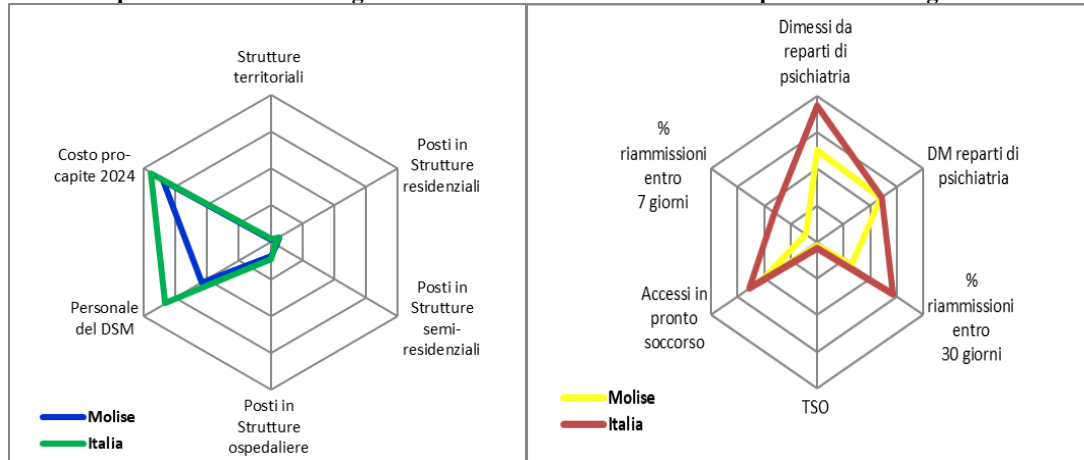 Strutture
territoriali
Costo pro-
capite 2024
Posti in
Strutture
residenziali
Personale
del DSM
Posti in
Strutture
semi-
residenziali
Posti in
Strutture
ospedaliere
Molise
Italia
Dimessi da
reparti di
psichiatria
%
riammissioni
entro
7 giorni
DM reparti di
psichiatria
Accessi in
pronto
soccorso
%
riammissioni
entro
30 giorni
TSO
Molise
Italia